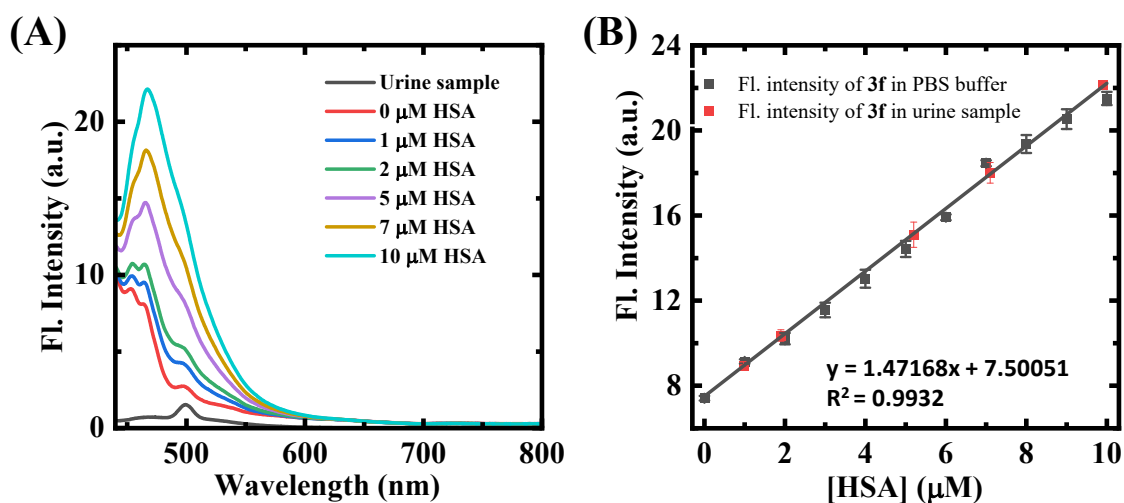 (A)
Fl. Intensity (a.u.)
20
10
0
500
600
700
800
Wavelength (nm)
Urine sample
0 μM HSA
1 μM HSA
2 μM HSA
5 μM HSA
7 μM HSA
10 μM HSA
(B)
Fl. Intensity (a.u.)
24
20
16
12
8
0
2
4
6
8
10
[HSA] (μM)
Fl. intensity of 3f in PBS buffer
Fl. intensity of 3f in urine sample
y = 1.47168x + 7.50051
R² = 0.9932